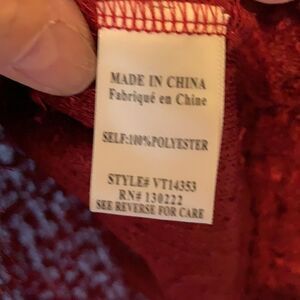 MADE IN CHINA
Fabriqué en Chine
SELF:100%POLYESTER
STYLE# VT14353
RN# 130222
SEE REVERSE FOR CARE